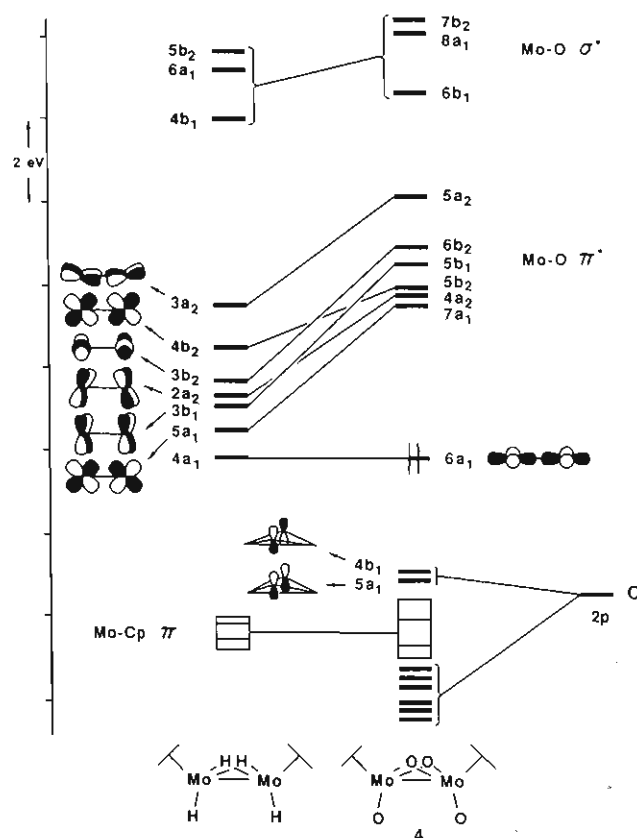 7b₂
8a₁
Mo-O σ*
5b₂
6a₁
6b₁
4b₁
2 eV
5a₂
6b₂
5b₁
Mo-O π*
5b₂
4a₂
7a₁
3a₂
4b₂
3b₂
2a₂
3b₁
5a₁
4a₁
6a₁
4b₁
5a₁
2p
Mo-Cp π
H H
Mo Mo
H H
O O
Mo Mo
O O
4